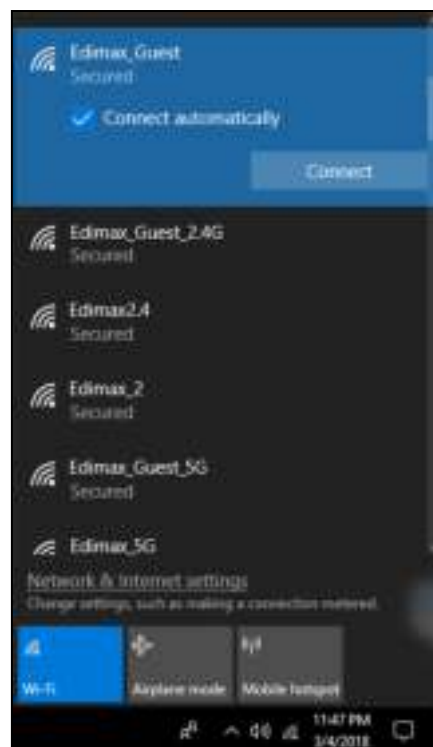 Edimax_Guest
Secured
Connect automatically
Connect
Edimax_Guest_2.4G
Secured
Edimax2.4
Secured
Edimax_2
Secured
Edimax_Guest_5G
Secured
Edimax_5G
Network & Internet settings
Change settings, such as making a connection metered.
Wi-Fi
Airplane mode
Mobile hotspot
11:47 PM
3/4/2018